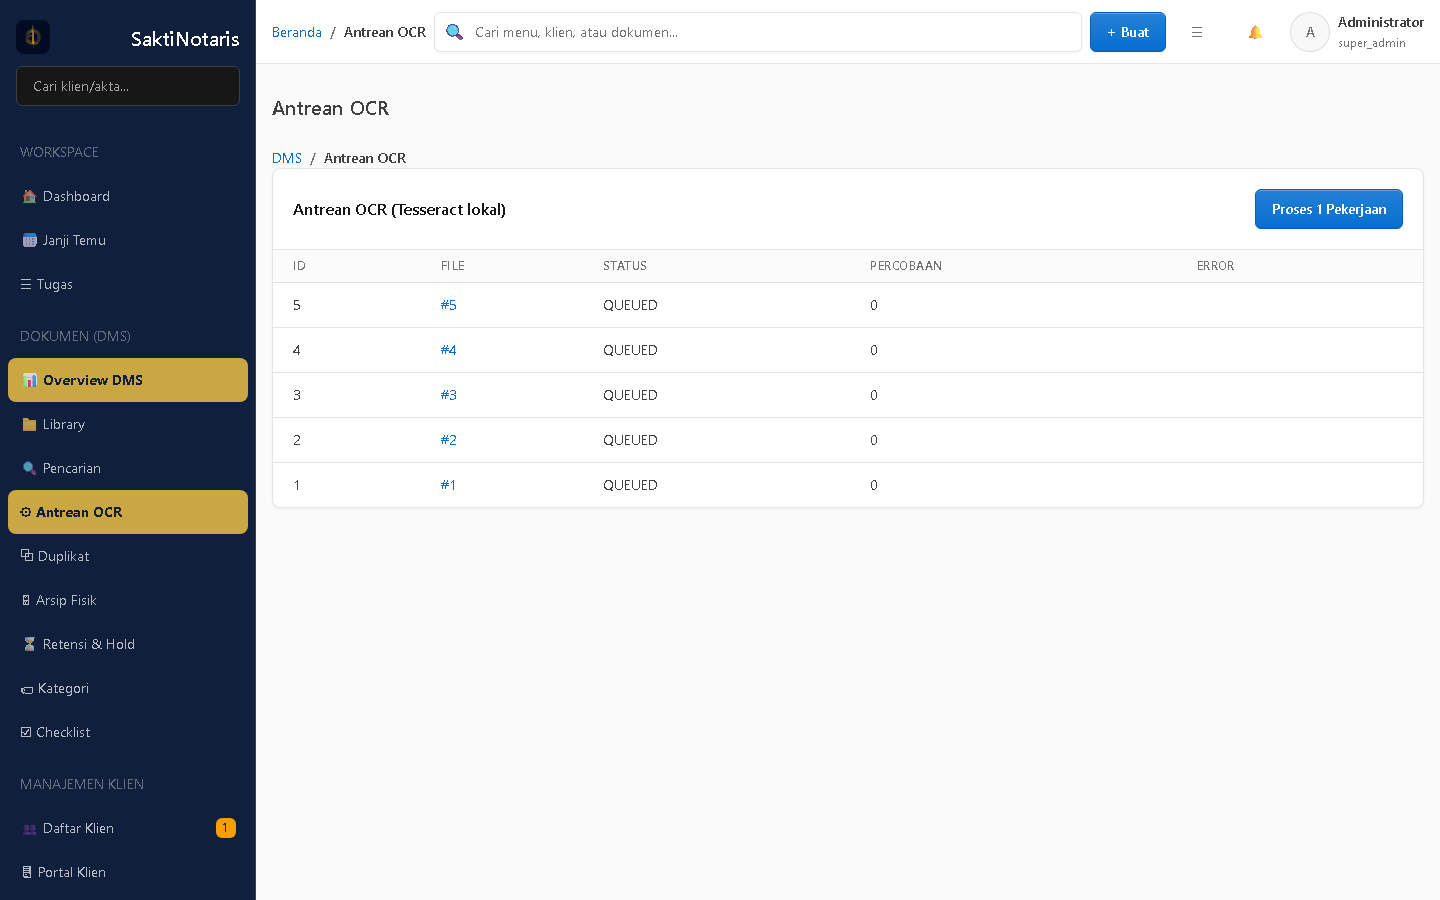 SaktiNotaris
Cari klien/akta...
WORKSPACE
Dashboard
Janji Temu
Tugas
DOKUMEN (DMS)
Overview DMS
Library
Pencarian
Antrean OCR
Duplikat
Arsip Fisik
Retensi & Hold
Kategori
Checklist
MANAJEMEN KLIEN
Daftar Klien 1
Portal Klien
Beranda / Antrean OCR
Cari menu, klien, atau dokumen...
+ Buat
A
Administrator
super_admin
Antrean OCR
DMS / Antrean OCR
Antrean OCR (Tesseract lokal)
Proses 1 Pekerjaan
ID FILE STATUS PERCOBAAN ERROR
5 #5 QUEUED 0
4 #4 QUEUED 0
3 #3 QUEUED 0
2 #2 QUEUED 0
1 #1 QUEUED 0